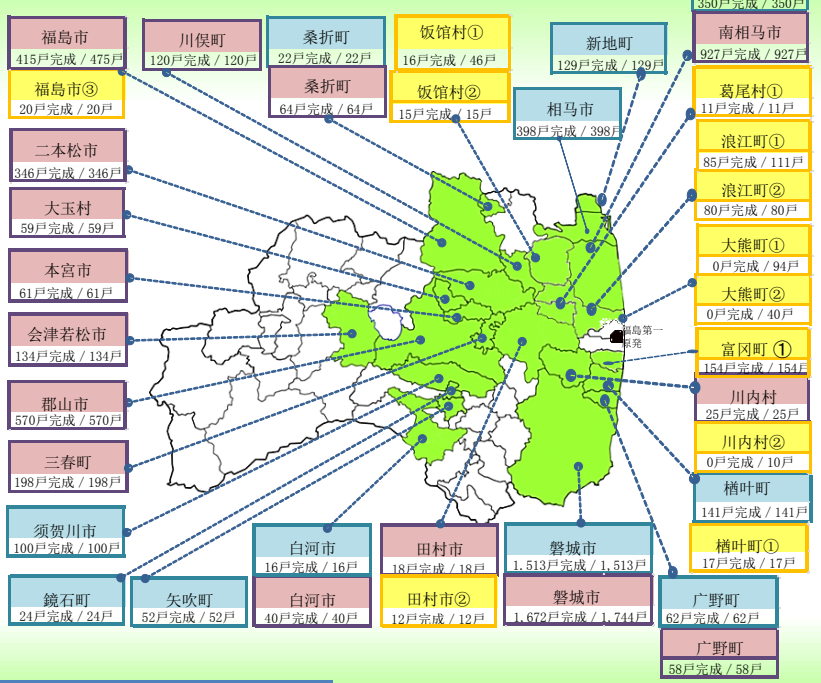 350戸完成 / 350戸
福島市
415戸完成 / 475戸
福島市③
20戸完成 / 20戸
川俣町
120戸完成 / 120戸
桑折町
22戸完成 / 22戸
桑折町
64戸完成 / 64戸
饭馆村①
16戸完成 / 46戸
饭馆村②
15戸完成 / 15戸
新地町
129戸完成 / 129戸
相马市
398戸完成 / 398戸
南相马市
927戸完成 / 927戸
葛尾村①
11戸完成 / 11戸
浪江町①
85戸完成 / 111戸
浪江町②
80戸完成 / 80戸
大熊町①
0戸完成 / 94戸
大熊町②
0戸完成 / 40戸
富冈町 ①
154戸完成 / 154戸
川内村
25戸完成 / 25戸
川内村②
0戸完成 / 10戸
楢叶町
141戸完成 / 141戸
楢叶町①
17戸完成 / 17戸
二本松市
346戸完成 / 346戸
大玉村
59戸完成 / 59戸
本宮市
61戸完成 / 61戸
会津若松市
134戸完成 / 134戸
郡山市
570戸完成 / 570戸
三春町
198戸完成 / 198戸
须贺川市
100戸完成 / 100戸
鏡石町
24戸完成 / 24戸
矢吹町
52戸完成 / 52戸
白河市
16戸完成 / 16戸
白河市
40戸完成 / 40戸
田村市
18戸完成 / 18戸
田村市②
12戸完成 / 12戸
磐城市
1,513戸完成 / 1,513戸
磐城市
1,672戸完成 / 1,744戸
广野町
62戸完成 / 62戸
广野町
58戸完成 / 58戸
福島第一
原発